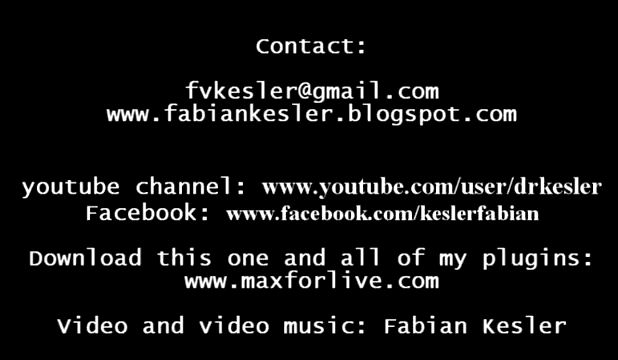 Contact:
fvkesler@gmail.com
www.fabiankesler.blogspot.com
youtube channel: www.youtube.com/user/drkesler
Facebook: www.facebook.com/keslerfabian
Download this one and all of my plugins:
www.maxforlive.com
Video and video music: Fabian Kesler